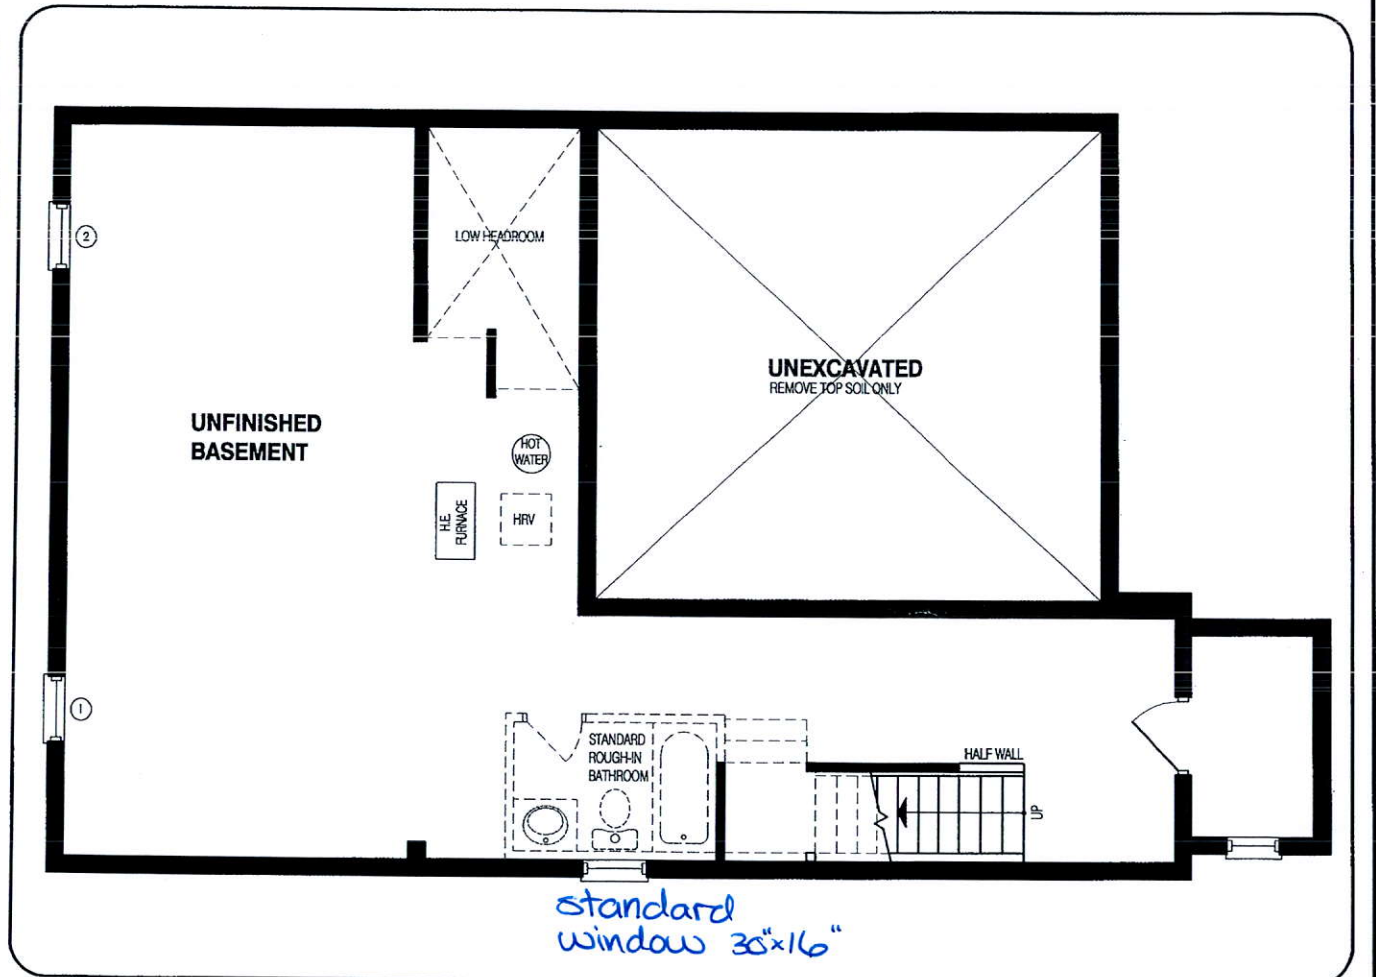 2
LOW HEADROOM
UNEXCAVATED
REMOVE TOP SOIL ONLY
UNFINISHED
BASEMENT
HOT
WATER
H.E.
FURNACE
HRV
1
STANDARD
ROUGH-IN
BATHROOM
HALF WALL
UP
standard
window 30"x16"